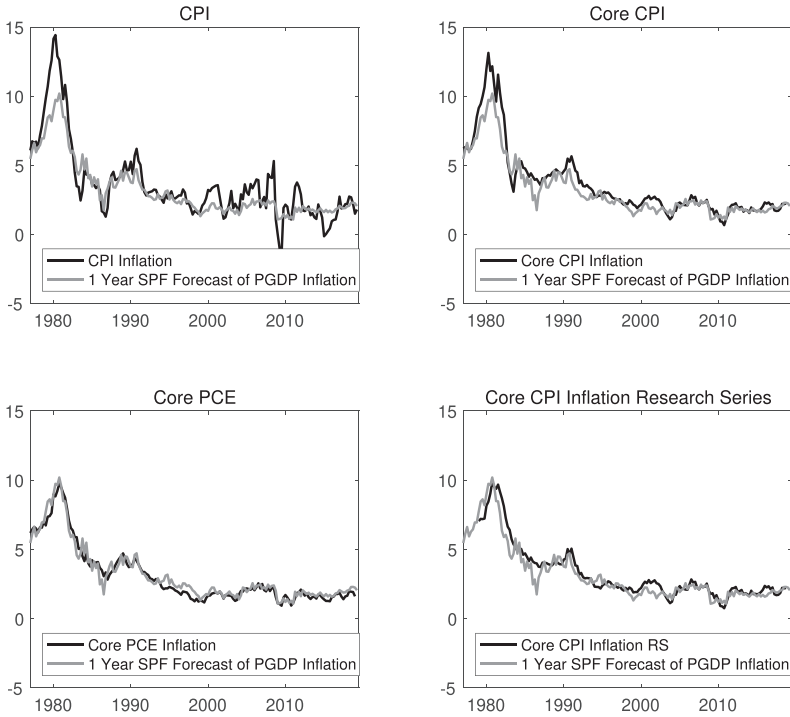 CPI
15
10
5
0
-5
CPI Inflation
1 Year SPF Forecast of PGDP Inflation
1980 1990 2000 2010
Core CPI
15
10
5
0
-5
Core CPI Inflation
1 Year SPF Forecast of PGDP Inflation
1980 1990 2000 2010
Core PCE
15
10
5
0
-5
Core PCE Inflation
1 Year SPF Forecast of PGDP Inflation
1980 1990 2000 2010
Core CPI Inflation Research Series
15
10
5
0
-5
Core CPI Inflation RS
1 Year SPF Forecast of PGDP Inflation
1980 1990 2000 2010